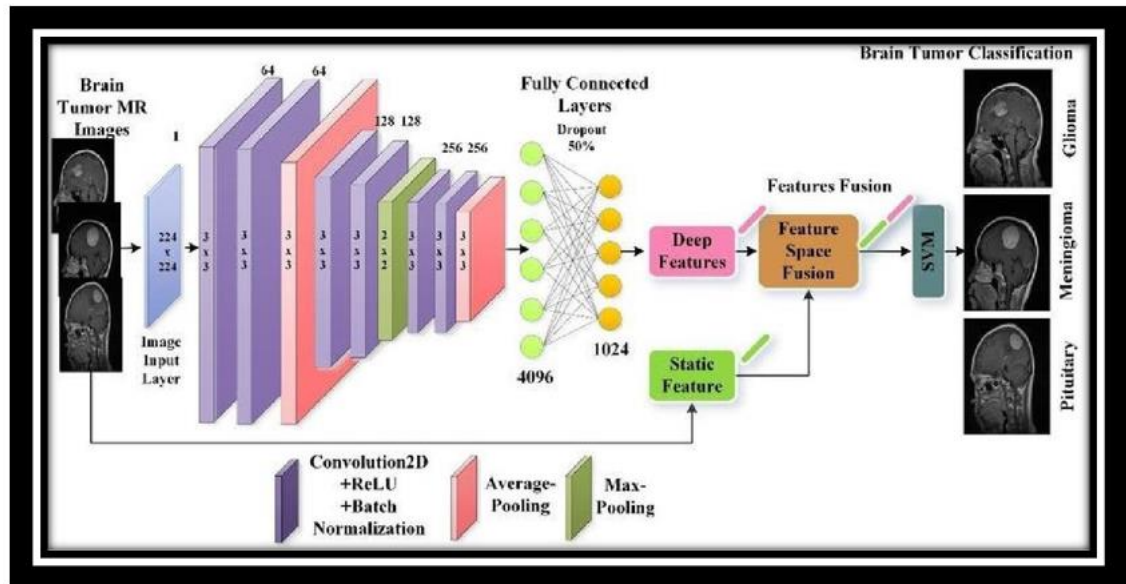 Brain Tumor Classification
Brain
Tumor MR
Images
1
224
x
224
Image
Input
Layer
64
64
3
x
3
3
x
3
3
x
3
128 128
3
x
3
3
x
3
2
x
2
256 256
3
x
3
3
x
3
3
x
3
Fully Connected
Layers
Dropout
50%
4096
1024
Deep
Features
Static
Feature
Features Fusion
Feature
Space
Fusion
SVM
Glioma
Meningioma
Pituitary
Convolution2D
+ReLU
+Batch
Normalization
Average-
Pooling
Max-
Pooling